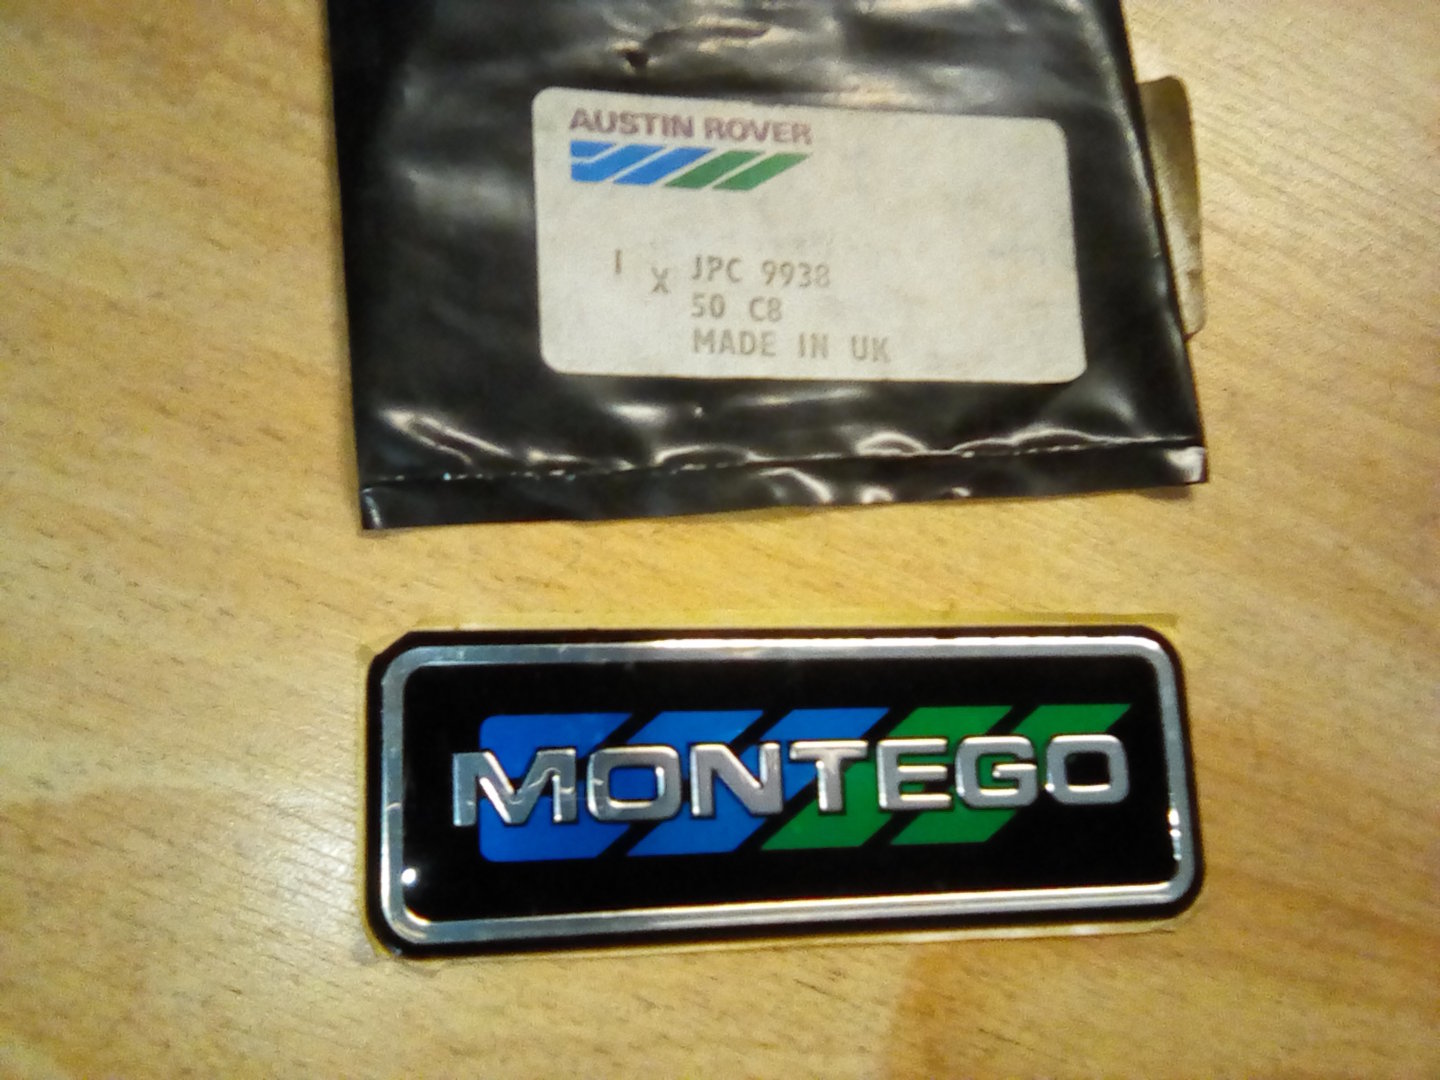 AUSTIN ROVER
1 x JPC 9938
50 C8
MADE IN UK
MONTEGO